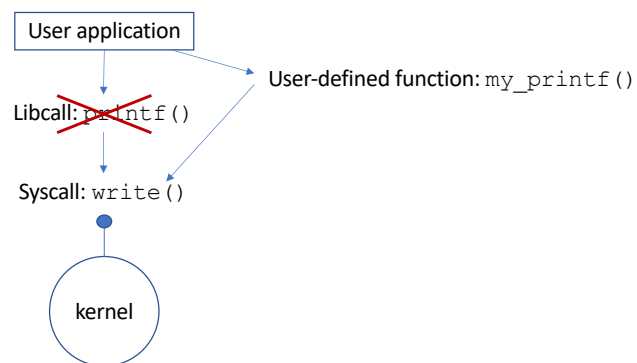 User application
User-defined function: my_printf()
Libcall: printf()
Syscall: write()
kernel